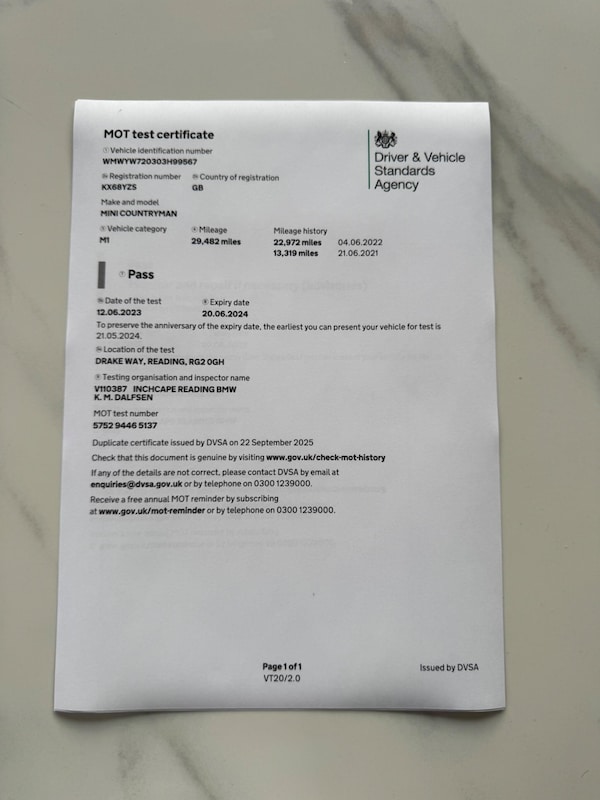 MOT test certificate
Vehicle identification number
WMWYW720303H99567
Registration number Country of registration
KX68YZS GB
Make and model
MINI COUNTRYMAN
Vehicle category Mileage Mileage history
M1 29,482 miles 22,972 miles 04.06.2022
13,319 miles 21.06.2021
Pass
Date of the test Expiry date
12.06.2023 20.06.2024
To preserve the anniversary of the expiry date, the earliest you can present your vehicle for test is
21.05.2024.
Location of the test
DRAKE WAY, READING, RG2 0GH
Testing organisation and inspector name
V110387 INCHCAPE READING BMW
K. M. DALFSEN
MOT test number
5752 9446 5137
Duplicate certificate issued by DVSA on 22 September 2025
Check that this document is genuine by visiting www.gov.uk/check-mot-history
If any of the details are not correct, please contact DVSA by email at
enquiries@dvsa.gov.uk or by telephone on 0300 1239000.
Receive a free annual MOT reminder by subscribing
at www.gov.uk/mot-reminder or by telephone on 0300 1239000.
Driver & Vehicle
Standards
Agency
Page 1 of 1
VT20/2.0
Issued by DVSA